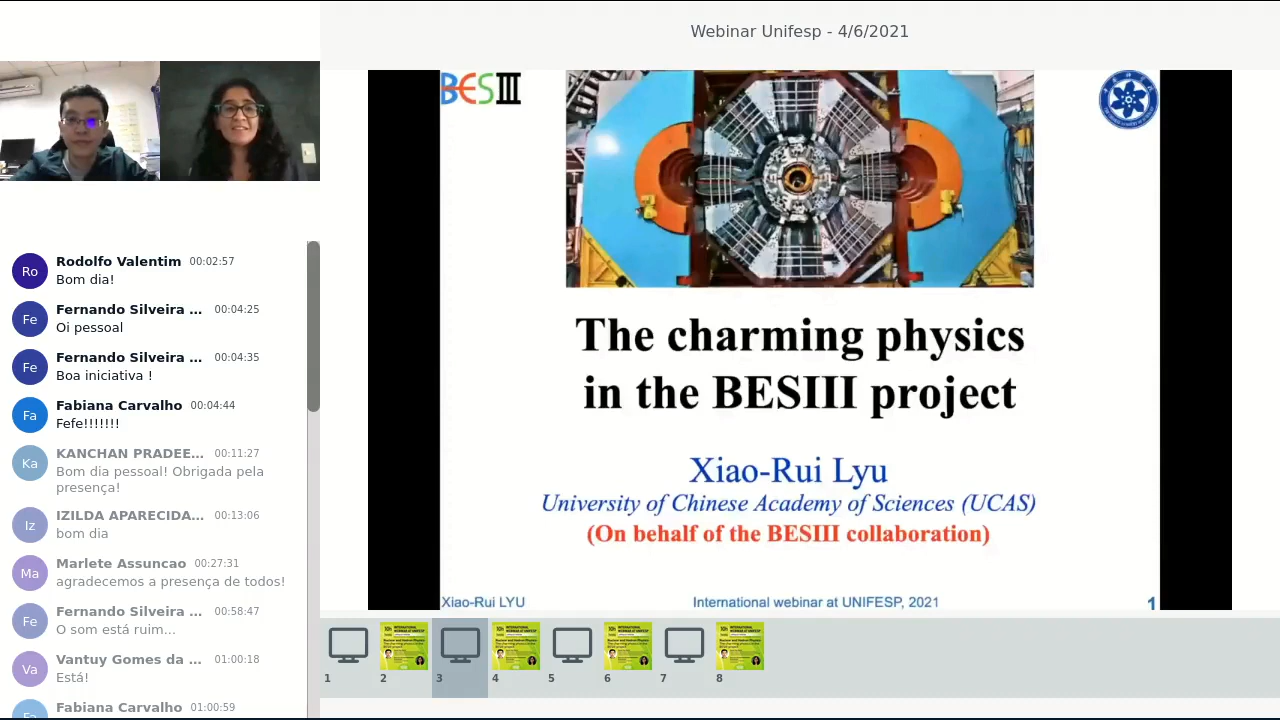 Webinar Unifesp - 4/6/2021
BESIII
The charming physics
in the BESIII project
Xiao-Rui Lyu
University of Chinese Academy of Sciences (UCAS)
(On behalf of the BESIII collaboration)
Xiao-Rui LYU
International webinar at UNIFESP, 2021
1
Ro
Rodolfo Valentim 00:02:57
Bom dia!
Fe
Fernando Silveira ... 00:04:25
Oi pessoal
Fe
Fernando Silveira ... 00:04:35
Boa iniciativa !
Fa
Fabiana Carvalho 00:04:44
Fefe!!!!!!!
Ka
KANCHAN PRADEE... 00:11:27
Bom dia pessoal! Obrigada pela
presença!
Iz
IZILDA APARECIDA... 00:13:06
bom dia
Ma
Marlete Assuncao 00:27:31
agradecemos a presença de todos!
Fe
Fernando Silveira ... 00:58:47
O som está ruim...
Va
Vantuy Gomes da ... 01:00:18
Está!
Fa
Fabiana Carvalho 01:00:59
1 2 3 4 5 6 7 8